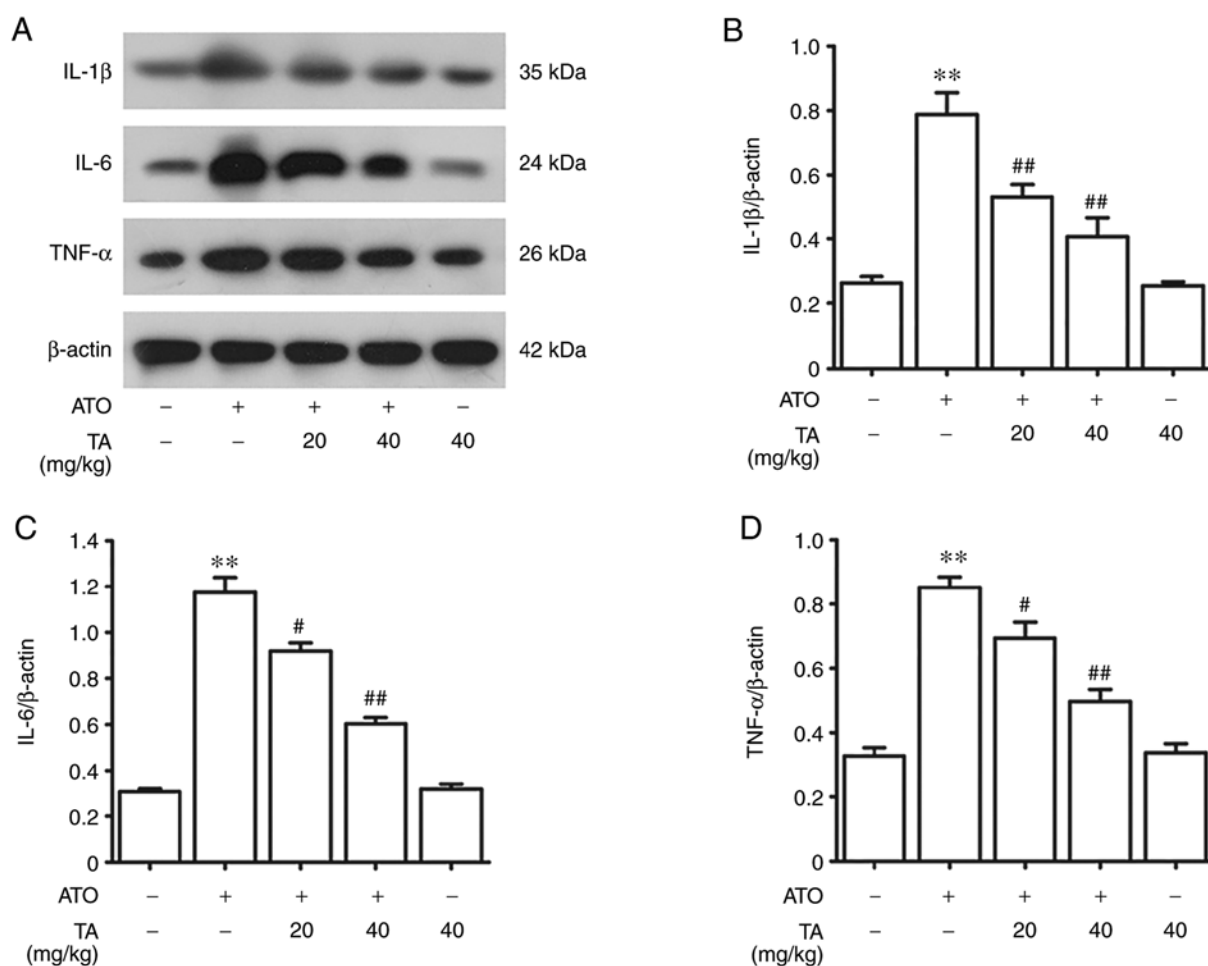 A
IL-1β 35 kDa
IL-6 24 kDa
TNF-α 26 kDa
β-actin 42 kDa
ATO – + + + –
TA – – 20 40 40
(mg/kg)
B
1.0
0.8
0.6
0.4
0.2
0
IL-1β/β-actin
**
##
##
ATO – + + + –
TA – – 20 40 40
(mg/kg)
C
1.4
1.2
1.0
0.8
0.6
0.4
0.2
0
IL-6/β-actin
**
#
##
ATO – + + + –
TA – – 20 40 40
(mg/kg)
D
1.0
0.8
0.6
0.4
0.2
0
TNF-α/β-actin
**
#
##
ATO – + + + –
TA – – 20 40 40
(mg/kg)